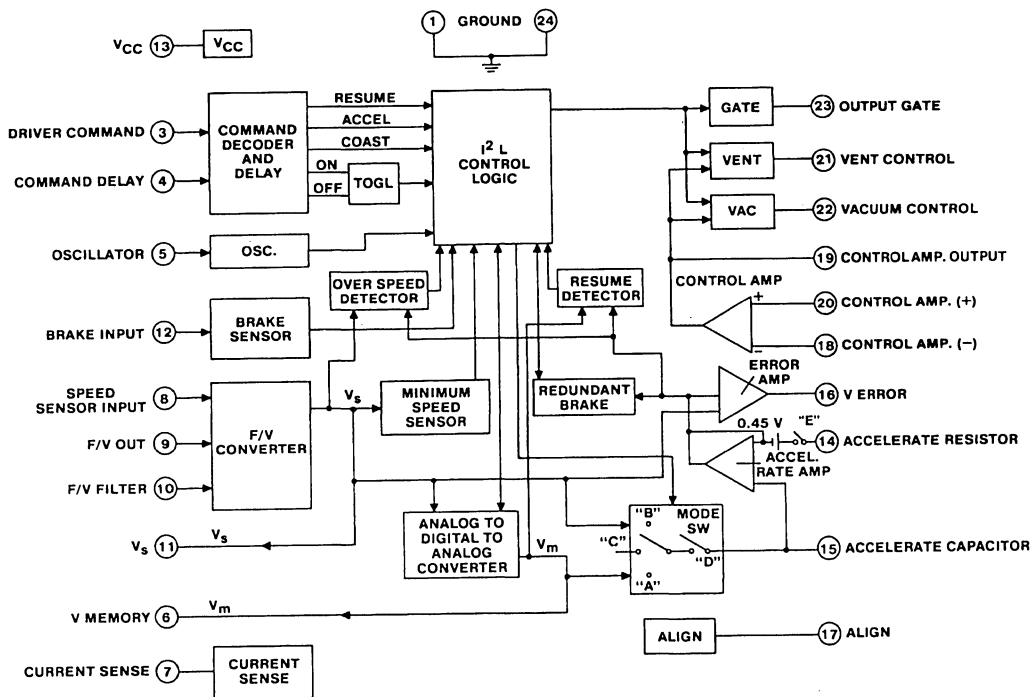 1 GROUND 24
VCC 13 VCC
RESUME
ACCEL
COAST
ON
OFF
TOGL
DRIVER COMMAND 3
COMMAND DELAY 4
COMMAND
DECODER
AND
DELAY
I² L
CONTROL
LOGIC
GATE
23 OUTPUT GATE
VENT
21 VENT CONTROL
VAC
22 VACUUM CONTROL
OSCILLATOR 5 OSC.
19 CONTROL AMP. OUTPUT
CONTROL AMP
+
20 CONTROL AMP. (+)
−
18 CONTROL AMP. (−)
OVER SPEED
DETECTOR
RESUME
DETECTOR
BRAKE INPUT 12
BRAKE
SENSOR
SPEED
SENSOR INPUT 8
F/V OUT 9
F/V FILTER 10
F/V
CONVERTER
Vs
MINIMUM
SPEED
SENSOR
REDUNDANT
BRAKE
ERROR
AMP
16 V ERROR
0.45 V "E"
14 ACCELERATE RESISTOR
ACCEL.
RATE AMP
Vs 11 Vs
ANALOG TO
DIGITAL TO
ANALOG
CONVERTER
Vm
"B" MODE
SW
"C"
"D"
"A"
15 ACCELERATE CAPACITOR
V MEMORY 6 Vm
ALIGN
17 ALIGN
CURRENT SENSE 7
CURRENT
SENSE